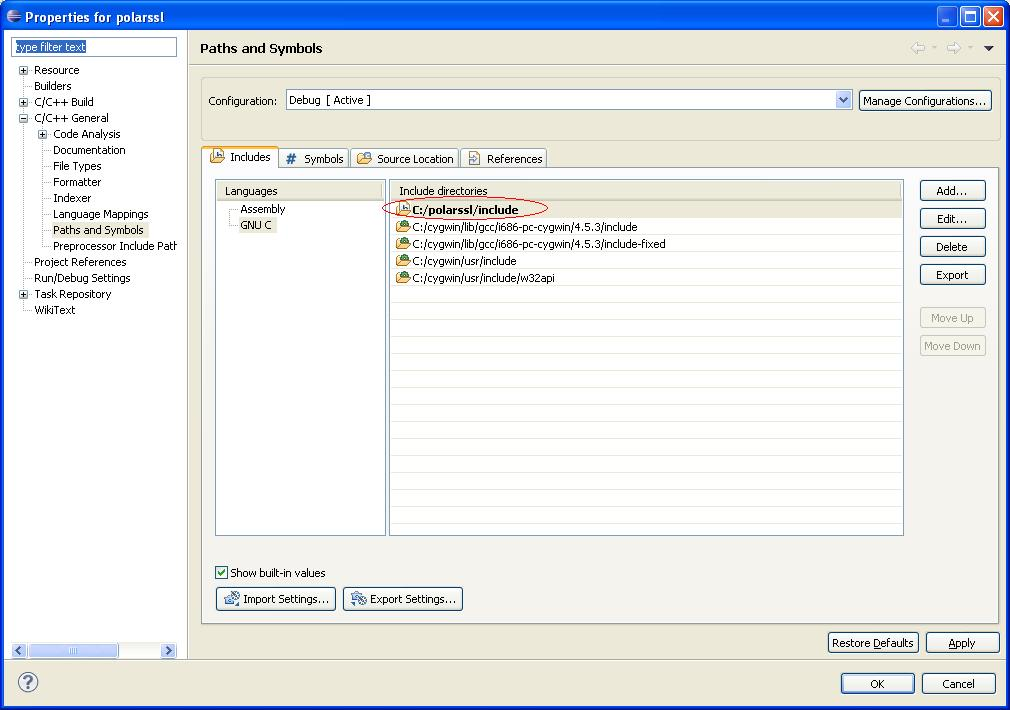 Properties for polarssl
type filter text
Resource
Builders
C/C++ Build
C/C++ General
Code Analysis
Documentation
File Types
Formatter
Indexer
Language Mappings
Paths and Symbols
Preprocessor Include Path
Project References
Run/Debug Settings
Task Repository
WikiText
Paths and Symbols
Configuration:
Debug [ Active ]
Manage Configurations...
Includes
# Symbols
Source Location
References
Languages
Assembly
GNU C
Include directories
C:/polarssl/include
C:/cygwin/lib/gcc/i686-pc-cygwin/4.5.3/include
C:/cygwin/lib/gcc/i686-pc-cygwin/4.5.3/include-fixed
C:/cygwin/usr/include
C:/cygwin/usr/include/w32api
Add...
Edit...
Delete
Export
Move Up
Move Down
Show built-in values
Import Settings...
Export Settings...
Restore Defaults
Apply
?
OK
Cancel